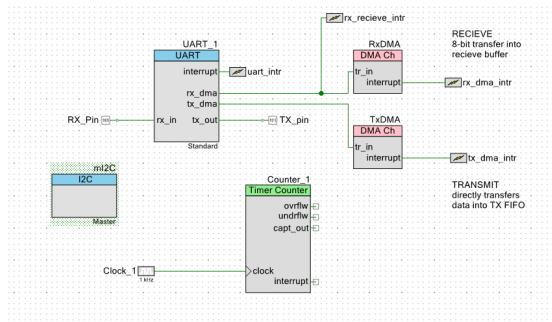 rx_recieve_intr
RECIEVE
8-bit transfer into
recieve buffer
UART_1
UART
interrupt
uart_intr
rx_dma
tx_dma
RX_Pin
rx_in
tx_out
TX_pin
Standard
RxDMA
DMA Ch
tr_in
interrupt
rx_dma_intr
TxDMA
DMA Ch
tr_in
interrupt
tx_dma_intr
TRANSMIT
directly transfers
data into TX FIFO
mI2C
I2C
Master
Counter_1
Timer Counter
ovrflw
undrflw
capt_out
Clock_1
1 kHz
clock
interrupt